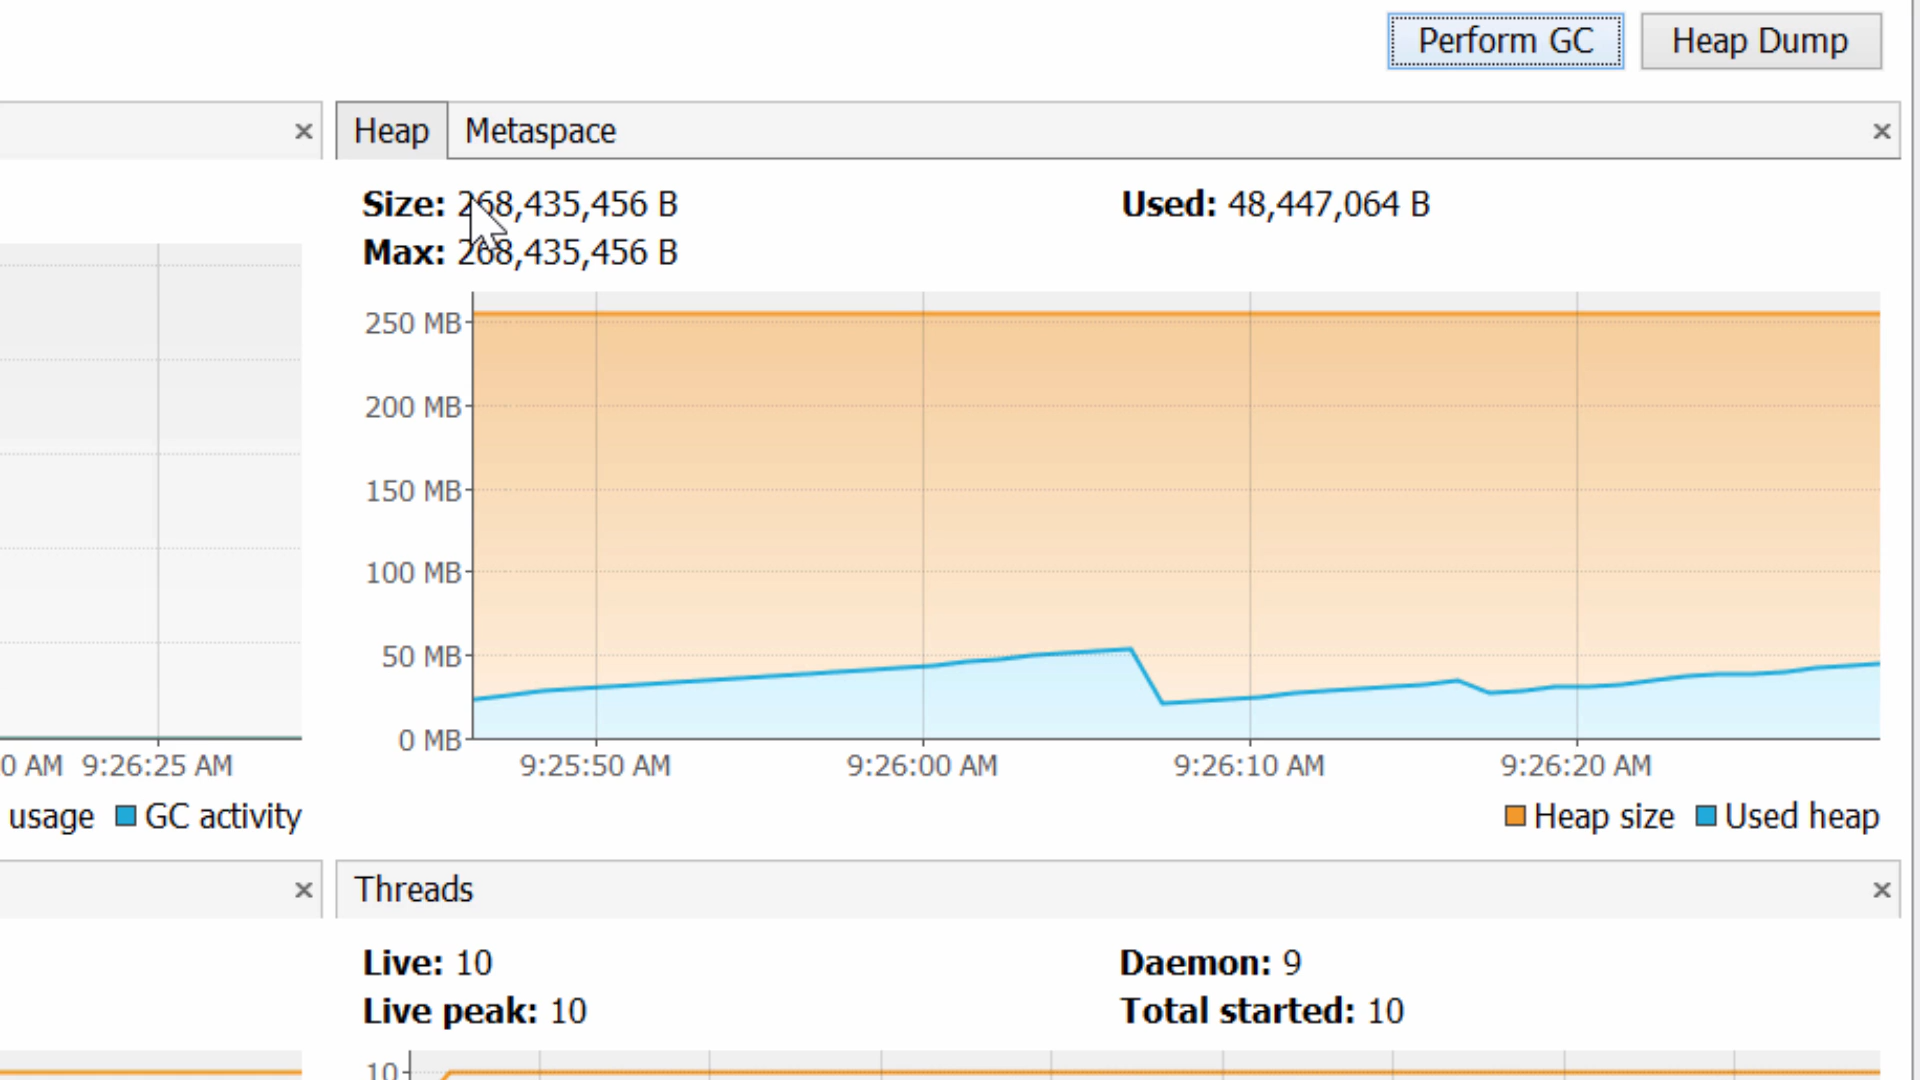 Perform GC
Heap Dump
Heap Metaspace
Size: 268,435,456 B
Used: 48,447,064 B
Max: 268,435,456 B
250 MB
200 MB
150 MB
100 MB
50 MB
0 MB
0 AM 9:26:25 AM
9:25:50 AM 9:26:00 AM 9:26:10 AM 9:26:20 AM
usage GC activity
Heap size Used heap
Threads
Live: 10
Daemon: 9
Live peak: 10
Total started: 10
10